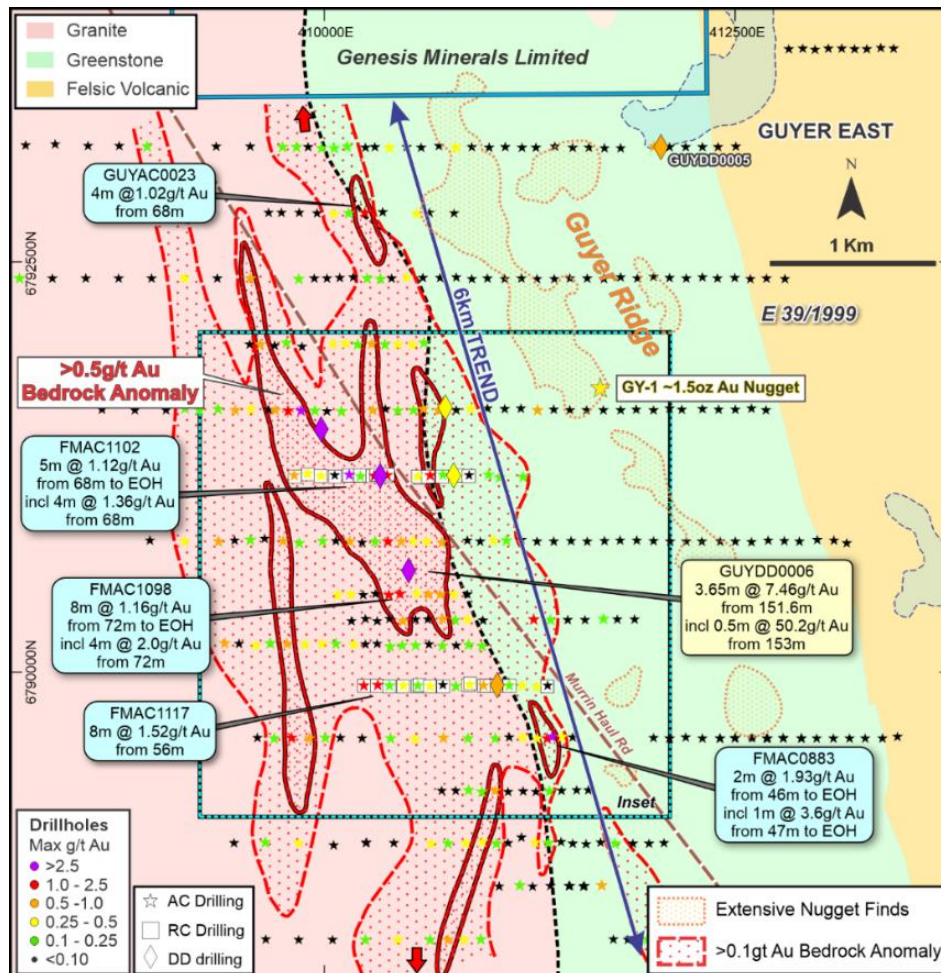 Granite
Greenstone
Felsic Volcanic
410000E
412500E
Genesis Minerals Limited
GUYER EAST
GUYDD0005
N
1 Km
E 39/1999
GUYAC0023
4m @1.02g/t Au
from 68m
6792500N
6km TREND
Guyer Ridge
>0.5g/t Au
Bedrock Anomaly
GY-1 ~1.5oz Au Nugget
FMAC1102
5m @ 1.12g/t Au
from 68m to EOH
incl 4m @ 1.36g/t Au
from 68m
GUYDD0006
3.65m @ 7.46g/t Au
from 151.6m
incl 0.5m @ 50.2g/t Au
from 153m
FMAC1098
8m @ 1.16g/t Au
from 72m to EOH
incl 4m @ 2.0g/t Au
from 72m
6790000N
Murrin Haul Rd
FMAC1117
8m @ 1.52g/t Au
from 56m
FMAC0883
2m @ 1.93g/t Au
from 46m to EOH
incl 1m @ 3.6g/t Au
from 47m to EOH
Inset
Drillholes
Max g/t Au
>2.5
1.0 - 2.5
0.5 -1.0
0.25 - 0.5
0.1 - 0.25
<0.10
AC Drilling
RC Drilling
DD drilling
Extensive Nugget Finds
>0.1gt Au Bedrock Anomaly